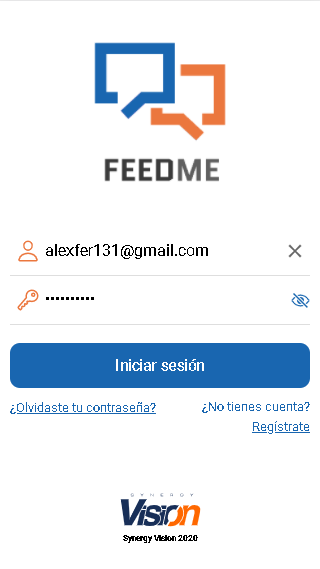 FEEDME
alexfer131@gmail.com
Iniciar sesión
¿Olvidaste tu contraseña?
¿No tienes cuenta?
Regístrate
SYNERGY
Vision
Synergy Vision 2020